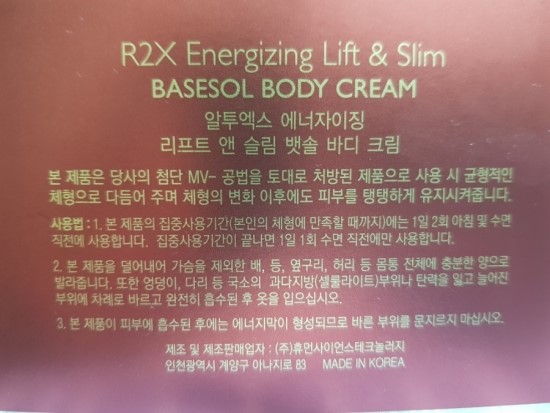 R2X Energizing Lift & Slim
BASESOL BODY CREAM
알투엑스 에너자이징
리프트 앤 슬림 뱃솔 바디 크림
본 제품은 당사의 첨단 MV- 공법을 토대로 처방된 제품으로 사용 시 균형적인
체형으로 다듬어 주며 체형의 변화 이후에도 피부를 탱탱하게 유지시켜줍니다.
사용법 : 1. 본 제품의 집중사용기간(본인의 체형에 만족할 때까지)에는 1일 2회 아침 및 수면
직전에 사용합니다. 집중사용기간이 끝나면 1일 1회 수면 직전에만 사용합니다.
2. 본 제품을 덜어내어 가슴을 제외한 배, 등, 옆구리, 허리 등 몸통 전체에 충분한 양으로
발라줍니다. 또한 엉덩이, 다리 등 국소의 과다지방(셀룰라이트)부위나 탄력을 잃고 늘어진
부위에 차례로 바르고 완전히 흡수된 후 옷을 입으십시오.
3. 본 제품이 피부에 흡수된 후에는 에너지막이 형성되므로 바른 부위를 문지르지 마십시오.
제조 및 제조판매업자 : (주)휴먼사이언스테크놀러지
인천광역시 계양구 아나지로 83 MADE IN KOREA